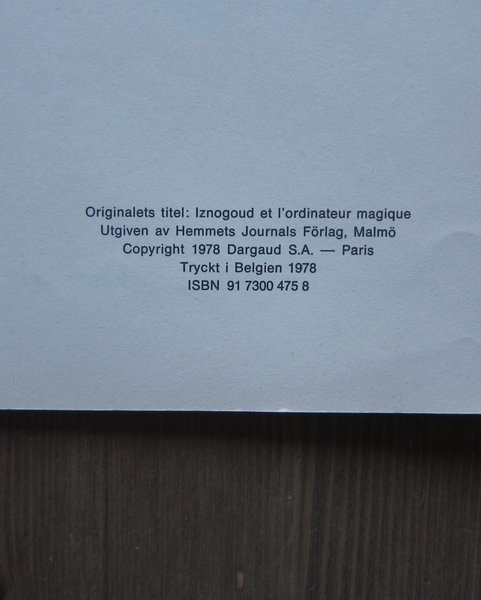 Originalets titel: Iznogoud et l'ordinateur magique
Utgiven av Hemmets Journals Förlag, Malmö
Copyright 1978 Dargaud S.A. — Paris
Tryckt i Belgien 1978
ISBN 91 7300 475 8